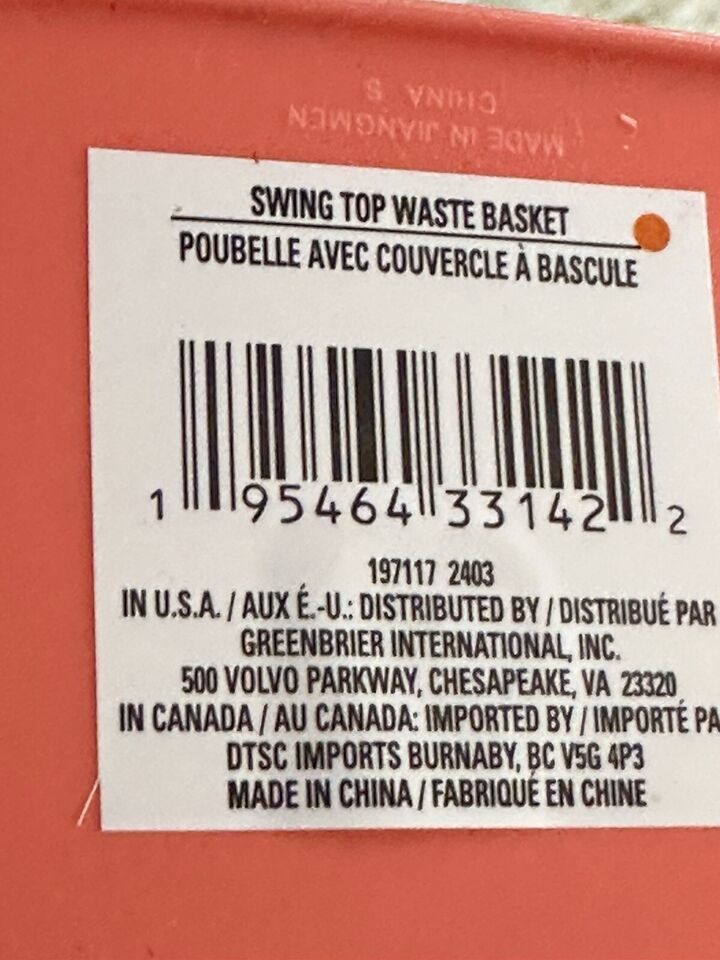 CHINA S
MADE IN JIANGMEN
SWING TOP WASTE BASKET
POUBELLE AVEC COUVERCLE À BASCULE
1 95464 33142 2
197117 2403
IN U.S.A. / AUX É.-U.: DISTRIBUTED BY / DISTRIBUÉ PAR
GREENBRIER INTERNATIONAL, INC.
500 VOLVO PARKWAY, CHESAPEAKE, VA 23320
IN CANADA / AU CANADA: IMPORTED BY / IMPORTÉ PA
DTSC IMPORTS BURNABY, BC V5G 4P3
MADE IN CHINA / FABRIQUÉ EN CHINE